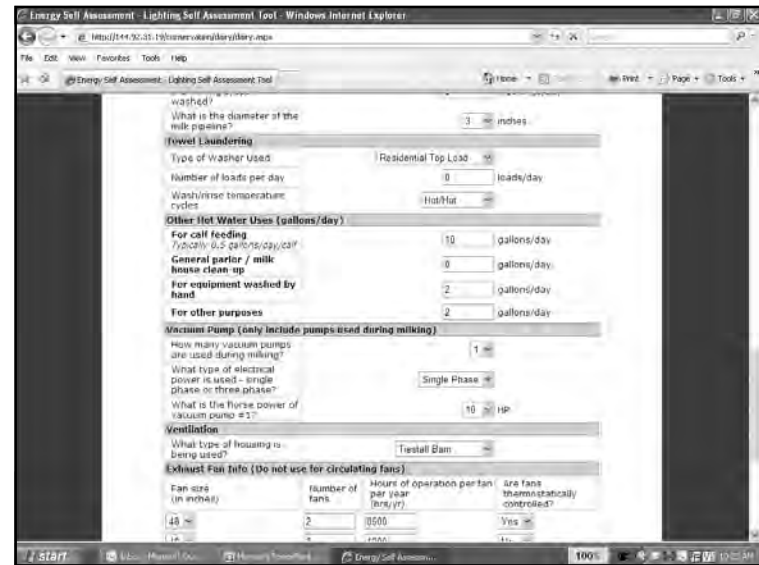 Energy Self Assessment - Lighting Self Assessment Tool - Windows Internet Explorer
File Edit View Favorites Tools Help
Energy Self Assessment - Lighting Self Assessment Tool
Home Print Page Tools
washed?
What is the diameter of the
milk pipeline? 3 inches
Towel Laundering
Type of Washer Used Residential Top Load
Number of loads per day 0 loads/day
Wash/rinse temperature
cycles Hot/Hot
Other Hot Water Uses (gallons/day)
For calf feeding
Typically 0.5 gallons/day/calf 10 gallons/day
General parlor / milk
house clean-up 0 gallons/day
For equipment washed by
hand 2 gallons/day
For other purposes 2 gallons/day
Vacuum Pump (only include pumps used during milking)
How many vacuum pumps
are used during milking? 1
What type of electrical
power is used - single
phase or three phase? Single Phase
What is the horse power of
vacuum pump #1? 10 HP
Ventilation
What type of housing is
being used? Tiestall Barn
Exhaust Fan Info (Do not use for circulating fans)
Fan size
(in inches) Number of
fans Hours of operation per fan
per year
(hrs/yr) Are fans
thermostatically
controlled?
48 2 8600 Yes
start Energy Self Assessm... 100%